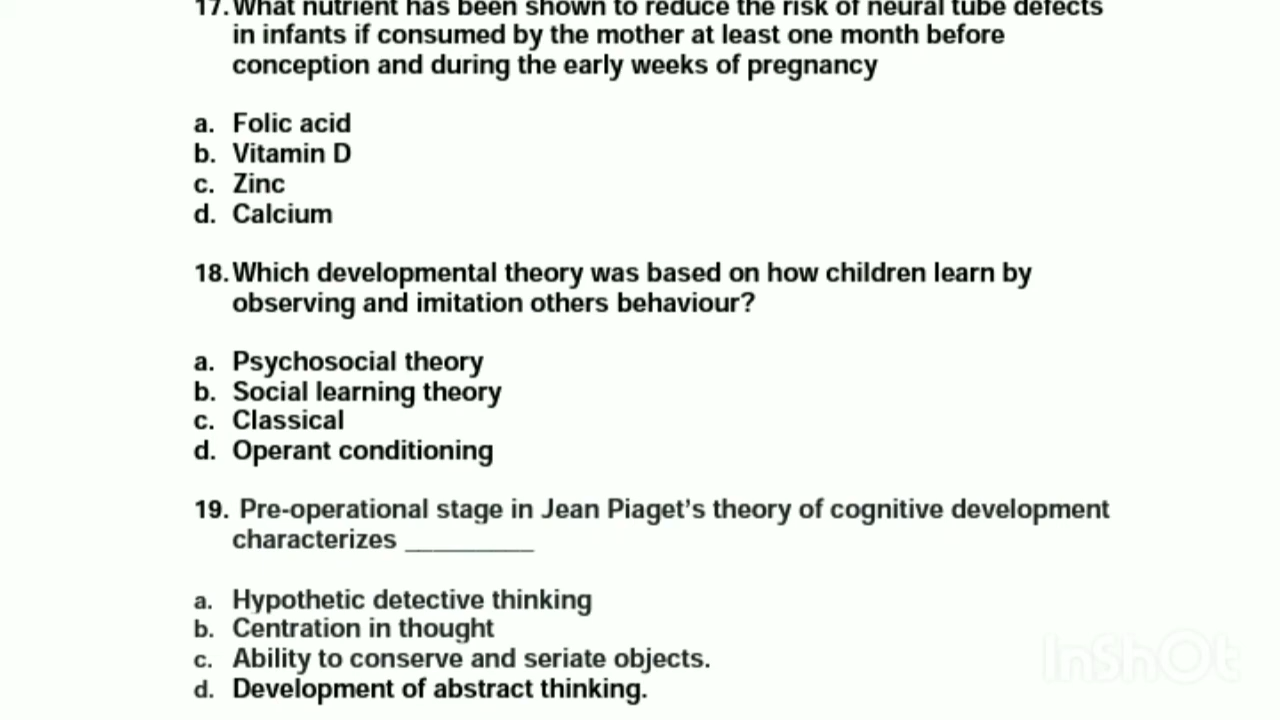 17. What nutrient has been shown to reduce the risk of neural tube defects
in infants if consumed by the mother at least one month before
conception and during the early weeks of pregnancy
a. Folic acid
b. Vitamin D
c. Zinc
d. Calcium
18. Which developmental theory was based on how children learn by
observing and imitation others behaviour?
a. Psychosocial theory
b. Social learning theory
c. Classical
d. Operant conditioning
19. Pre-operational stage in Jean Piaget's theory of cognitive development
characterizes _________
a. Hypothetic detective thinking
b. Centration in thought
c. Ability to conserve and seriate objects.
d. Development of abstract thinking.
InShOt